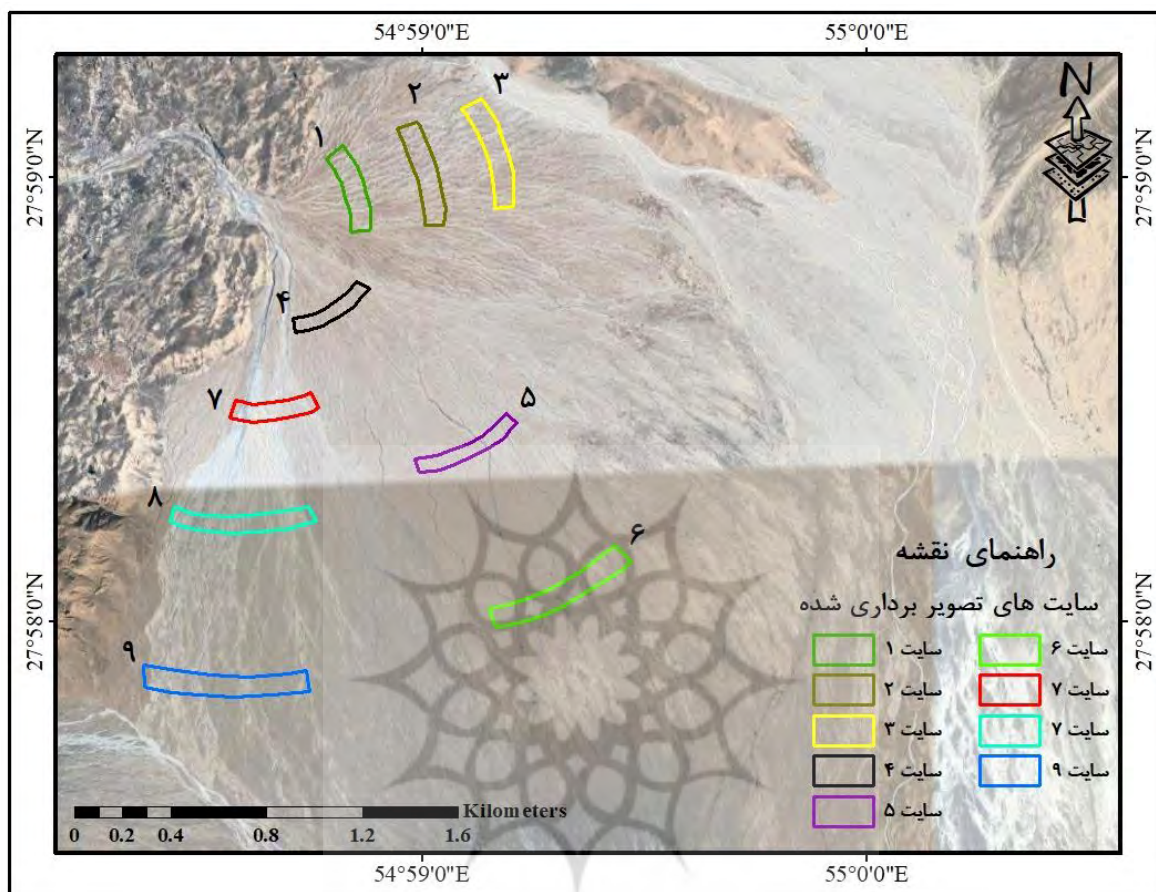 54°59'0"E 55°0'0"E
27°59'0"N 27°59'0"N
N
۱
۲
۳
۴
۵
۶
۷
۸
۹
27°58'0"N 27°58'0"N
راهنمای نقشه
سایت های تصویر برداری شده
سایت ۱ سایت ۶
سایت ۲ سایت ۷
سایت ۳ سایت ۷
سایت ۴ سایت ۹
سایت ۵
Kilometers
0 0.2 0.4 0.8 1.2 1.6
54°59'0"E 55°0'0"E